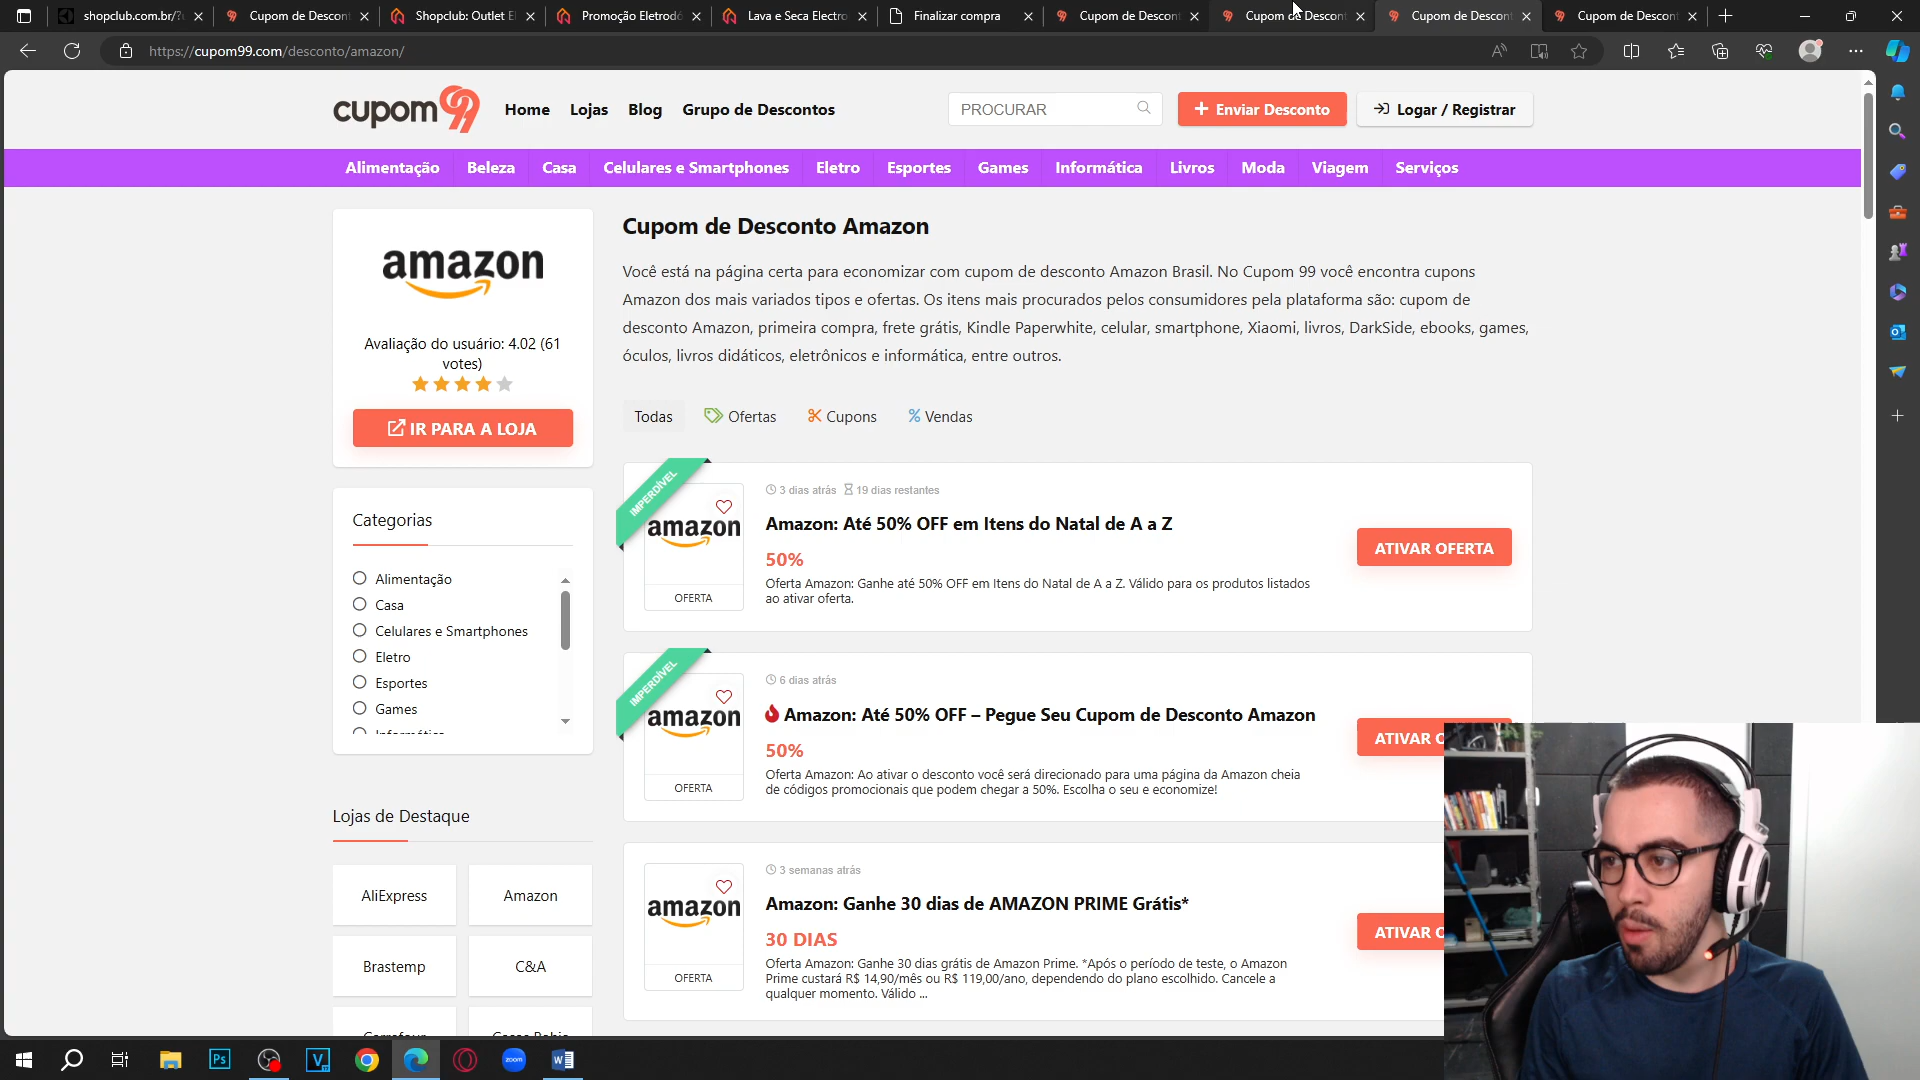 shopclub.com.br/?
Cupom de Descon
Shopclub: Outlet E
Promoção Eletrodó
Lava e Seca Electro
Finalizar compra
Cupom de Descon
Cupom de Descon
Cupom de Descon
Cupom de Descon
https://cupom99.com/desconto/amazon/
cupom99
Home
Lojas
Blog
Grupo de Descontos
PROCURAR
Enviar Desconto
Logar / Registrar
Alimentação
Beleza
Casa
Celulares e Smartphones
Eletro
Esportes
Games
Informática
Livros
Moda
Viagem
Serviços
amazon
Avaliação do usuário: 4.02 (61
votes)
IR PARA A LOJA
Categorias
Alimentação
Casa
Celulares e Smartphones
Eletro
Esportes
Games
Informática
Lojas de Destaque
AliExpress
Amazon
Brastemp
C&A
Carrefour
Casas Bahia
Cupom de Desconto Amazon
Você está na página certa para economizar com cupom de desconto Amazon Brasil. No Cupom 99 você encontra cupons
Amazon dos mais variados tipos e ofertas. Os itens mais procurados pelos consumidores pela plataforma são: cupom de
desconto Amazon, primeira compra, frete grátis, Kindle Paperwhite, celular, smartphone, Xiaomi, livros, DarkSide, ebooks, games,
óculos, livros didáticos, eletrônicos e informática, entre outros.
Todas
Ofertas
Cupons
Vendas
IMPERDÍVEL
amazon
OFERTA
3 dias atrás 19 dias restantes
Amazon: Até 50% OFF em Itens do Natal de A a Z
50%
Oferta Amazon: Ganhe até 50% OFF em Itens do Natal de A a Z. Válido para os produtos listados
ao ativar oferta.
ATIVAR OFERTA
IMPERDÍVEL
amazon
OFERTA
6 dias atrás
Amazon: Até 50% OFF – Pegue Seu Cupom de Desconto Amazon
50%
Oferta Amazon: Ao ativar o desconto você será direcionado para uma página da Amazon cheia
de códigos promocionais que podem chegar a 50%. Escolha o seu e economize!
ATIVAR O
amazon
OFERTA
3 semanas atrás
Amazon: Ganhe 30 dias de AMAZON PRIME Grátis*
30 DIAS
Oferta Amazon: Ganhe 30 dias grátis de Amazon Prime. *Após o período de teste, o Amazon
Prime custará R$ 14,90/mês ou R$ 119,00/ano, dependendo do plano escolhido. Cancele a
qualquer momento. Válido ...
ATIVAR O
Ps
V
zoom
W